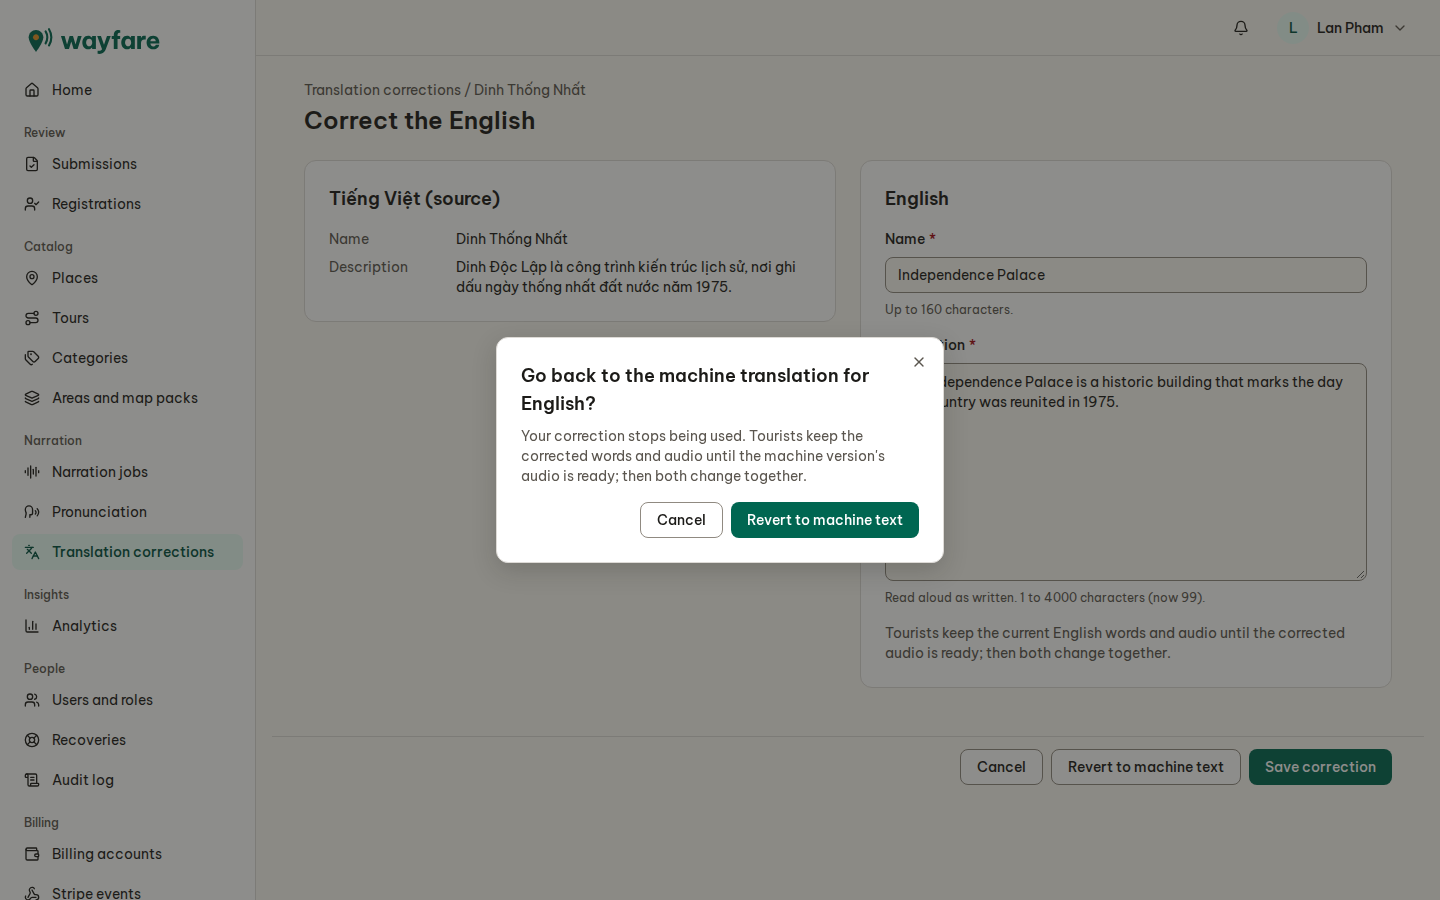 wayfare
L
Lan Pham
Home
Review
Submissions
Registrations
Catalog
Places
Tours
Categories
Areas and map packs
Narration
Narration jobs
Pronunciation
Translation corrections
Insights
Analytics
People
Users and roles
Recoveries
Audit log
Billing
Billing accounts
Stripe events
Translation corrections / Dinh Thống Nhất
Correct the English
Tiếng Việt (source)
Name
Dinh Thống Nhất
Description
Dinh Độc Lập là công trình kiến trúc lịch sử, nơi ghi
dấu ngày thống nhất đất nước năm 1975.
English
Name *
Independence Palace
Up to 160 characters.
*
Palace is a historic building that marks the day
was reunited in 1975.
Read aloud as written. 1 to 4000 characters (now 99).
Tourists keep the current English words and audio until the corrected
audio is ready; then both change together.
Go back to the machine translation for
English?
Your correction stops being used. Tourists keep the
corrected words and audio until the machine version's
audio is ready; then both change together.
Cancel
Revert to machine text
Cancel
Revert to machine text
Save correction